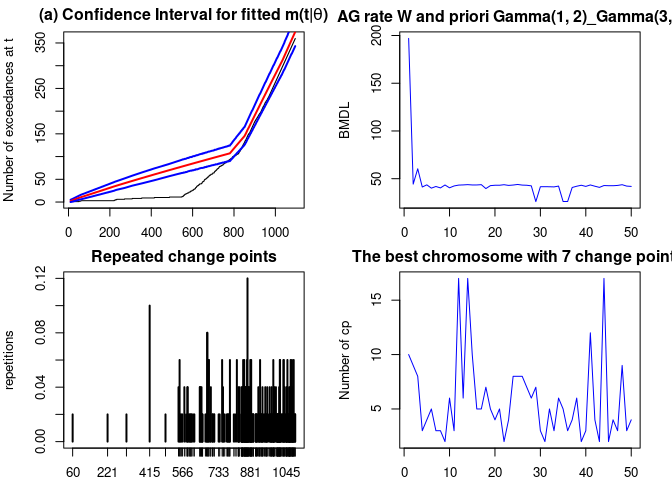 (a) Confidence Interval for fitted m(t|θ)
Number of exceedances at t
0 50 150 250 350
0 200 400 600 800 1000
AG rate W and priori Gamma(1, 2)_Gamma(3,
BMDL
50 100 150 200
0 10 20 30 40 50
Repeated change points
repetitions
0.00 0.04 0.08 0.12
60 221 415 566 733 881 1045
The best chromosome with 7 change point
Number of cp
5 10 15
0 10 20 30 40 50